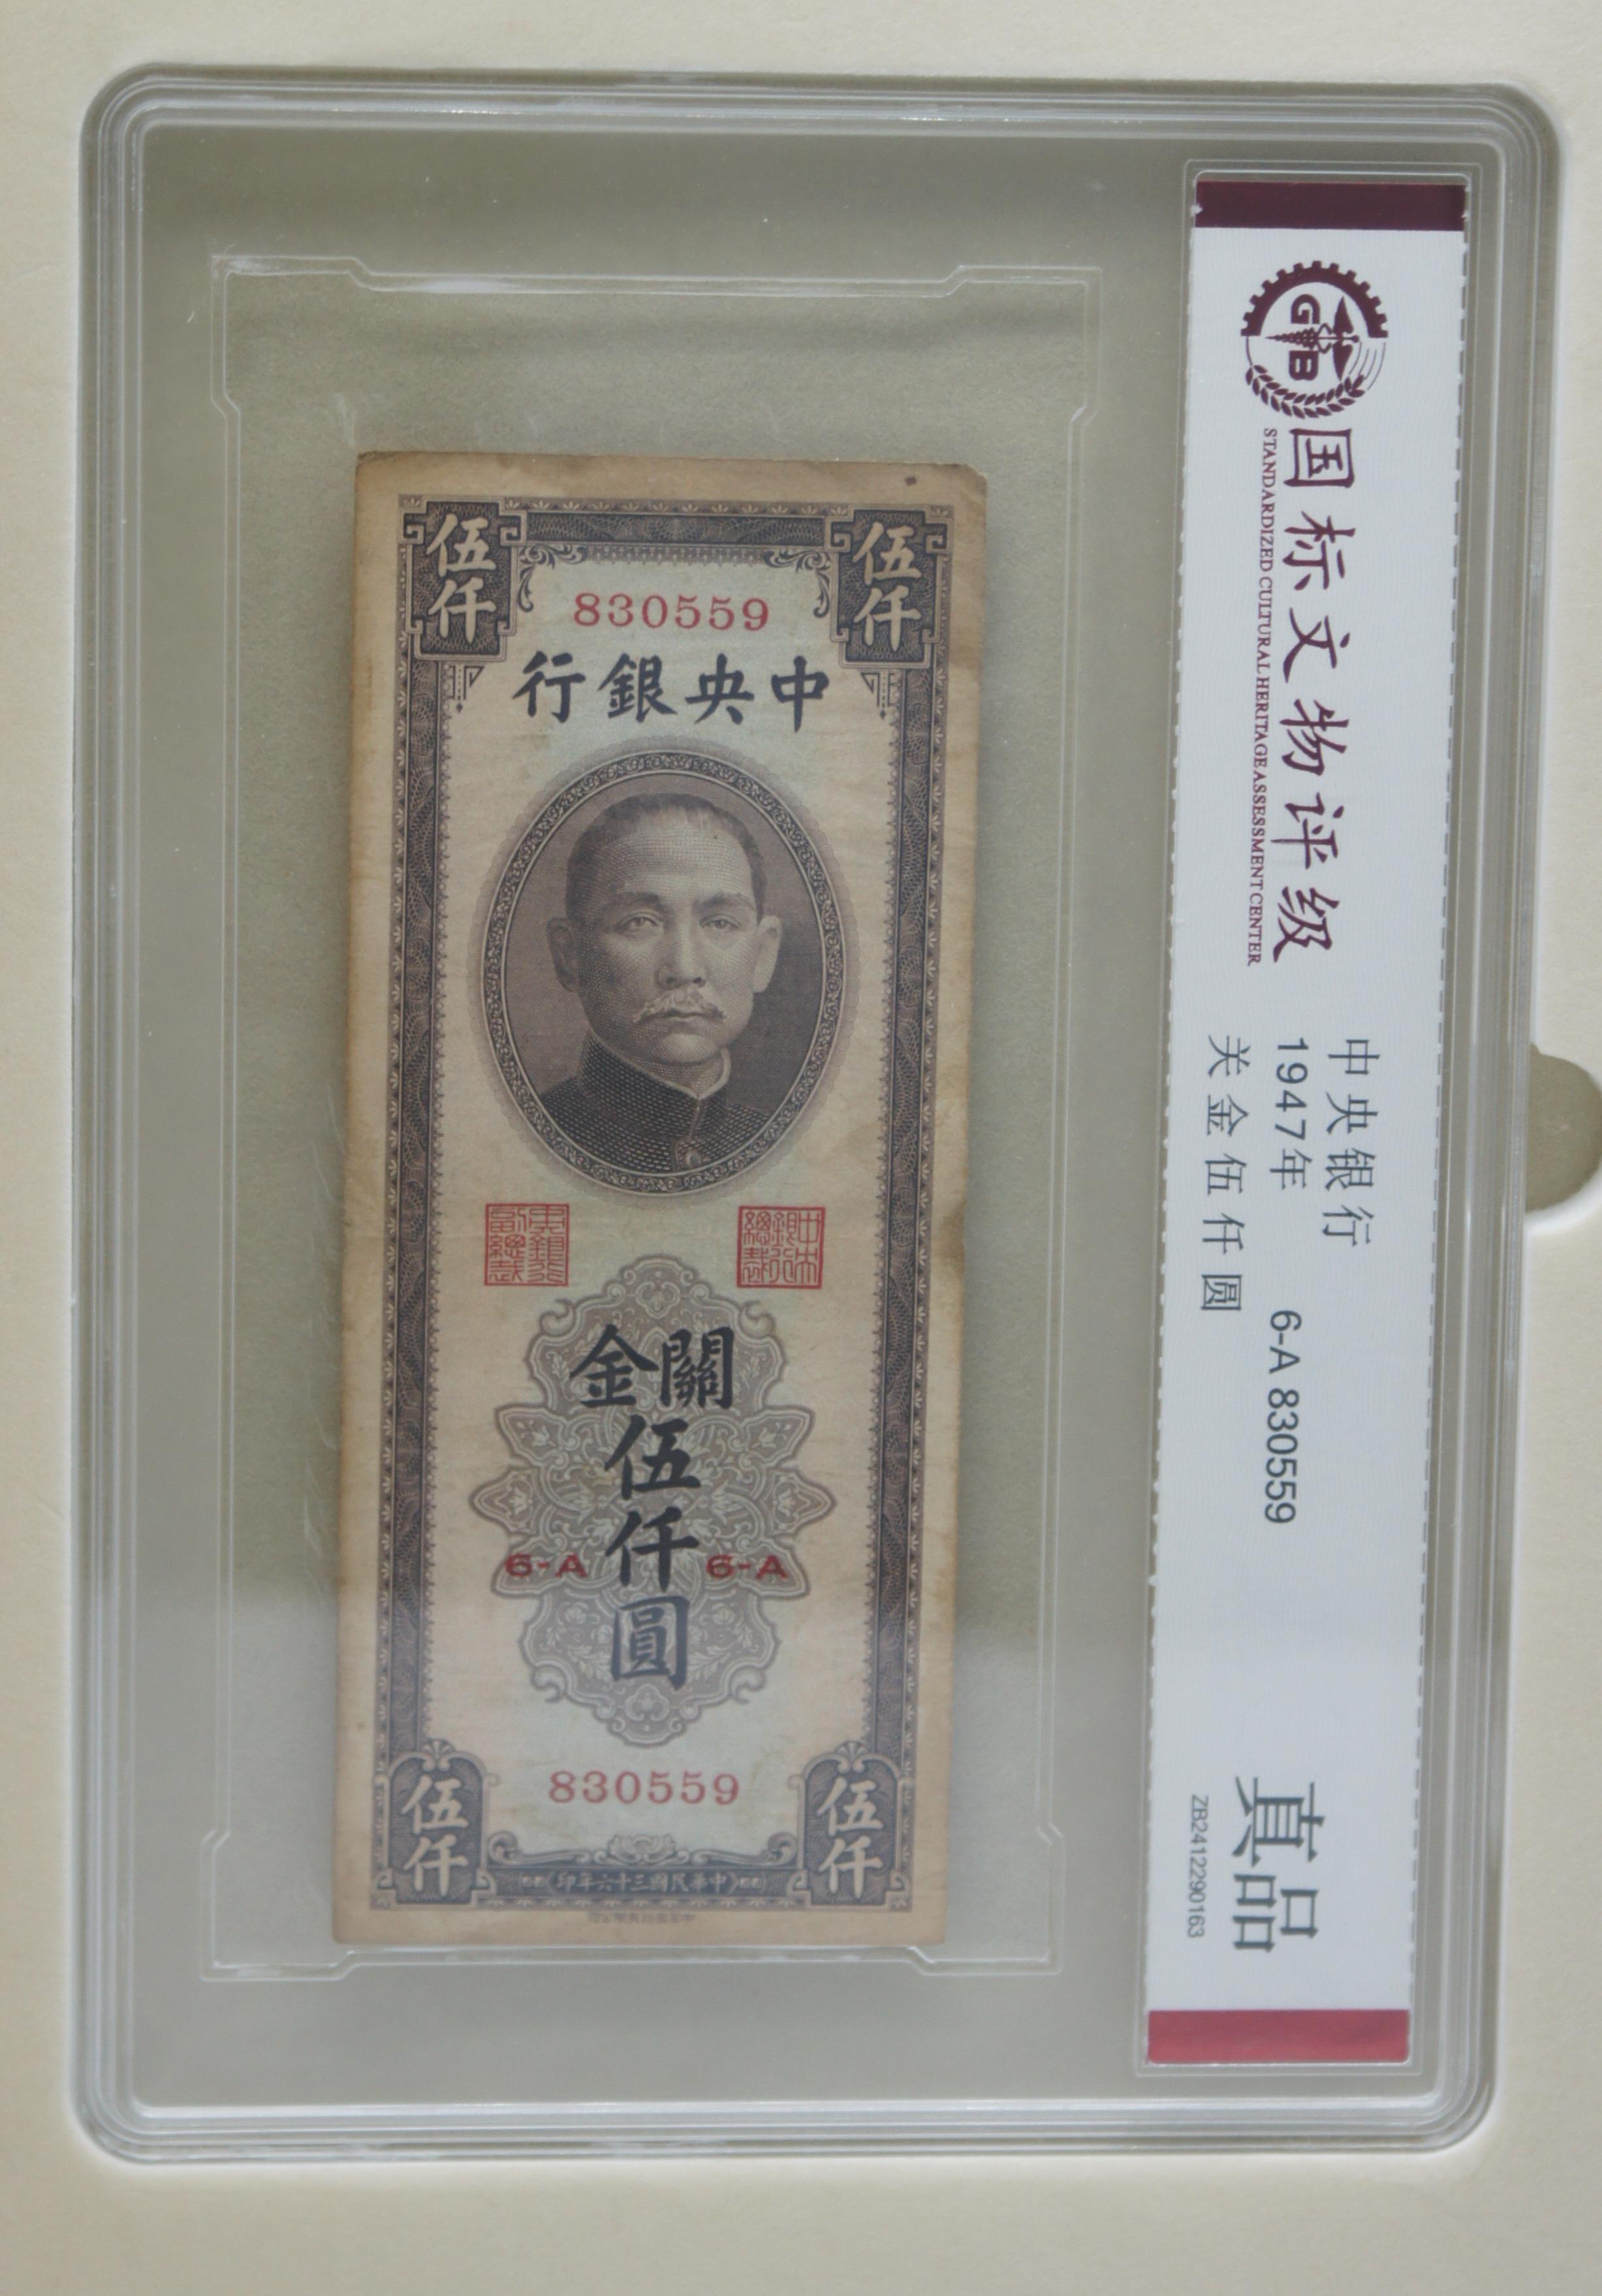 伍仟
伍仟
830559
中央銀行
關金
伍仟圓
6-A
6-A
830559
伍仟
伍仟
中華民國三十六年印
GB
国标文物评级
STANDARDIZED CULTURAL HERITAGE ASSESSMENT CENTER
中央银行
1947年 6-A 830559
关金伍仟圆
真品
ZB2412290163